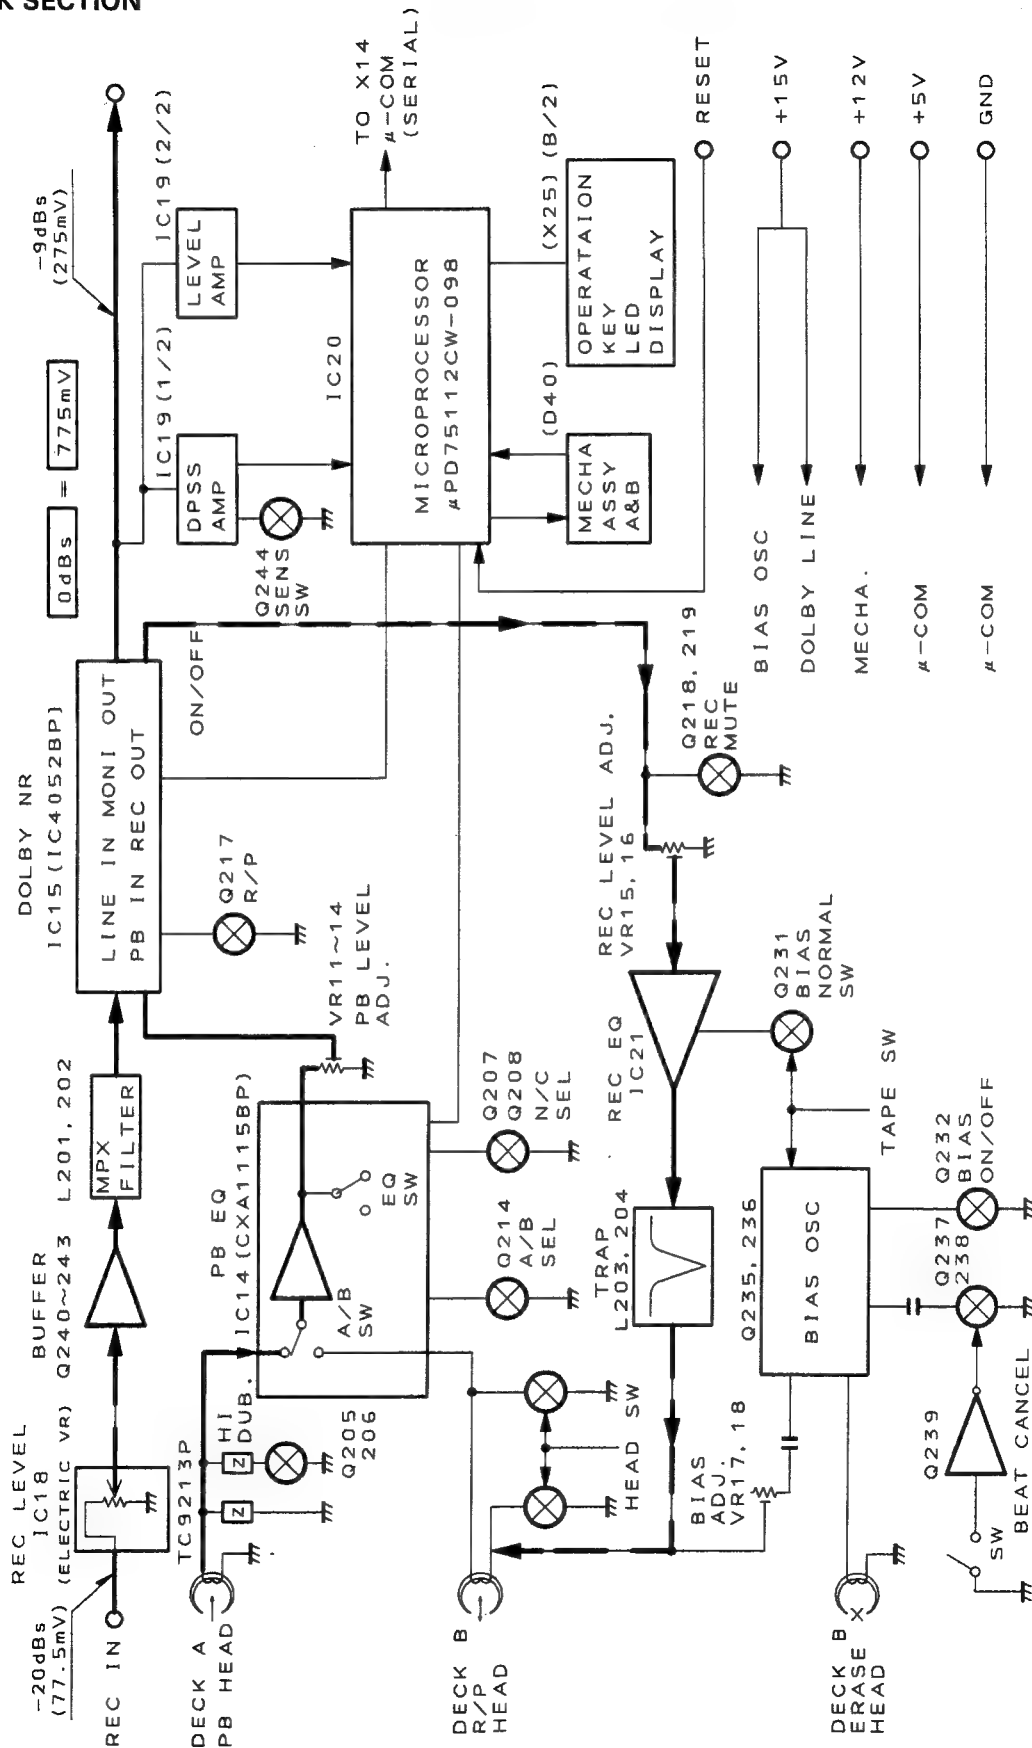 K SECTION
0dBs = 775mV
-9dBs
(275mV)
DOLBY NR
IC15(IC4052BP)
LINE IN MONI OUT
PB IN REC OUT
ON/OFF
IC19(1/2)
DPSS
AMP
IC19(2/2)
LEVEL
AMP
Q244
SENS
SW
TO X14
μ-COM
(SERIAL)
IC20
MICROPROCESSOR
μPD75112CW-098
(D40)
MECHA
ASSY
A&B
(X25) (B/2)
OPERATAION
KEY
LED
DISPLAY
RESET
REC LEVEL
IC18
(ELECTRIC VR)
TC9213P
-20dBs
(77.5mV)
REC IN
BUFFER
Q240~243
L201, 202
MPX
FILTER
Q217
R/P
VR11~14
PB LEVEL
ADJ.
PB EQ
IC14(CXA1115BP)
A/B
SW
EQ
SW
HI
DUB.
Q205
206
Q214
A/B
SEL
Q207
Q208
N/C
SEL
Z
Z
DECK A
PB HEAD
DECK B
R/P
HEAD
HEAD SW
REC LEVEL ADJ.
VR15, 16
Q218, 219
REC
MUTE
REC EQ
IC21
TRAP
L203, 204
BIAS
ADJ.
VR17, 18
Q231
BIAS
NORMAL
SW
TAPE SW
Q235, 236
BIAS OSC
Q232
BIAS
ON/OFF
Q237
238
Q239
BEAT CANCEL
SW
DECK B
ERASE
HEAD
BIAS OSC
DOLBY LINE
+15V
MECHA.
+12V
μ-COM
+5V
μ-COM
GND